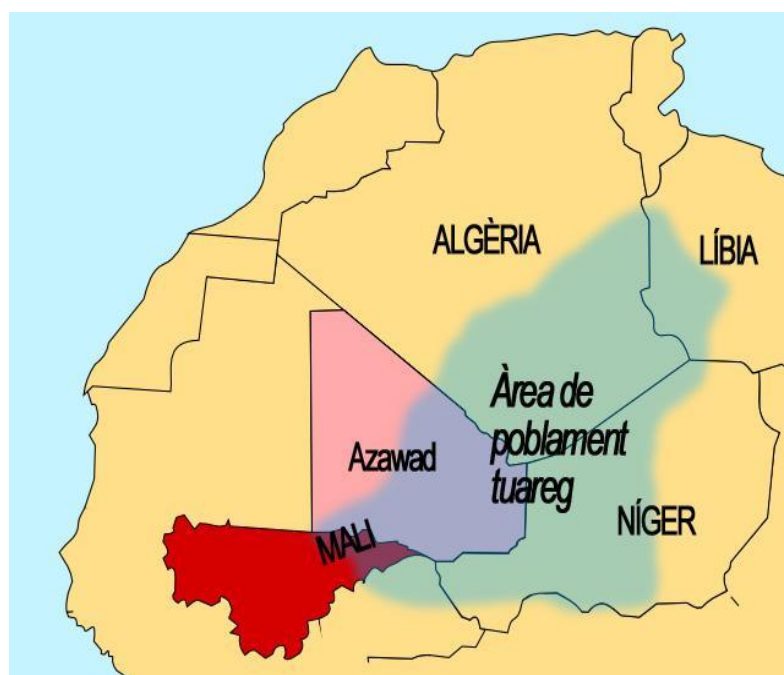 ALGÈRIA
LÍBIA
Àrea de
poblament
tuareg
Azawad
NÍGER
MALI